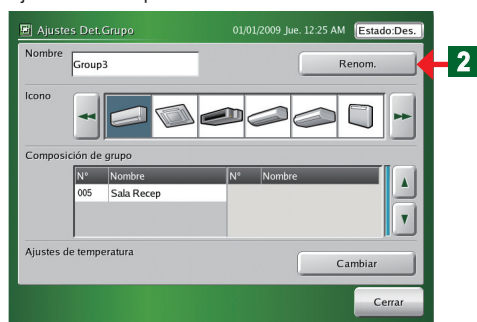 Ajustes Det.Grupo 01/01/2009 Jue. 12:25 AM Estado:Des.
Nombre
Group3 Renom.
2
Icono
Composición de grupo
N° Nombre N° Nombre
005 Sala Recep
Ajustes de temperatura
Cambiar
Cerrar